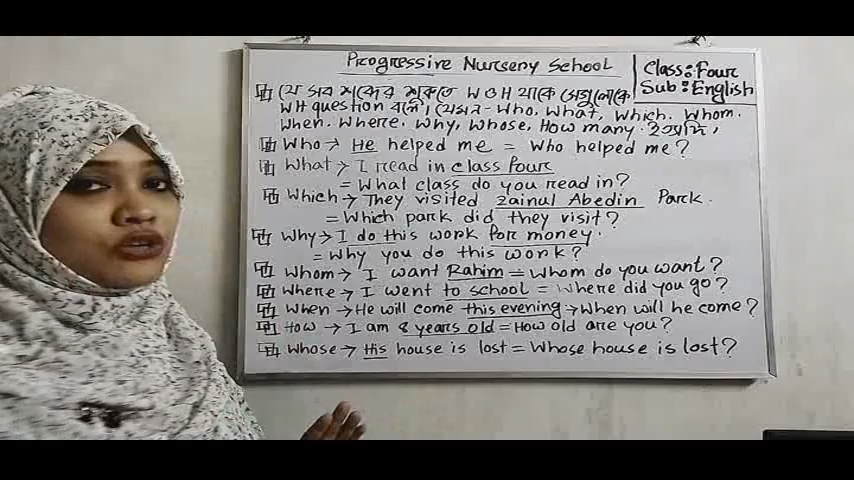 Progressive Nursery School
Class: Four
Sub: English
যে সব শব্দের শুরুতে W ও H থাকে সেগুলোকে
WH question বলে। যেমন - Who, What, Which. Whom.
When. Where. Why, Whose, How many. ইত্যাদি,
Who → He helped me = Who helped me?
What → I read in class four
= What class do you read in?
Which → They visited Zainul Abedin Parck.
= Which park did they visit?
Why → I do this work for money.
= Why you do this work?
Whom → I want Rahim = Whom do you want?
Where → I went to school = Where did you go?
When → He will come this evening → When will he come?
How → I am 8 years old = How old are you?
Whose → His house is lost = Whose house is lost?